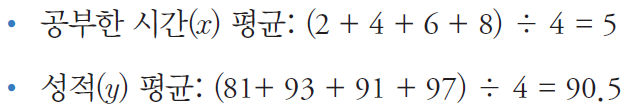 • 공부한 시간(x) 평균: (2 + 4 + 6 + 8) ÷ 4 = 5
• 성적(y) 평균: (81+ 93 + 91 + 97) ÷ 4 = 90.5